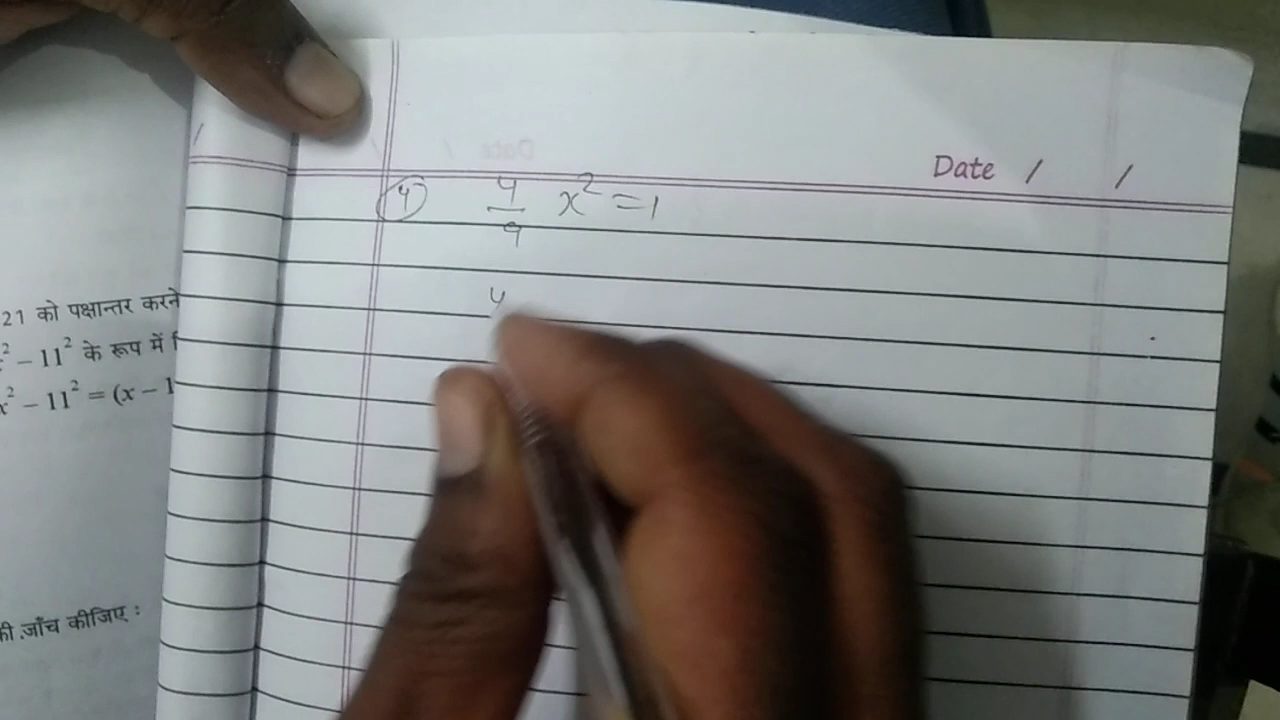 Date / /
④ 4/9 x² = 1
4
21 को पक्षान्तर करने
² – 11² के रूप में
x² – 11² = (x – 1
की जाँच कीजिए :